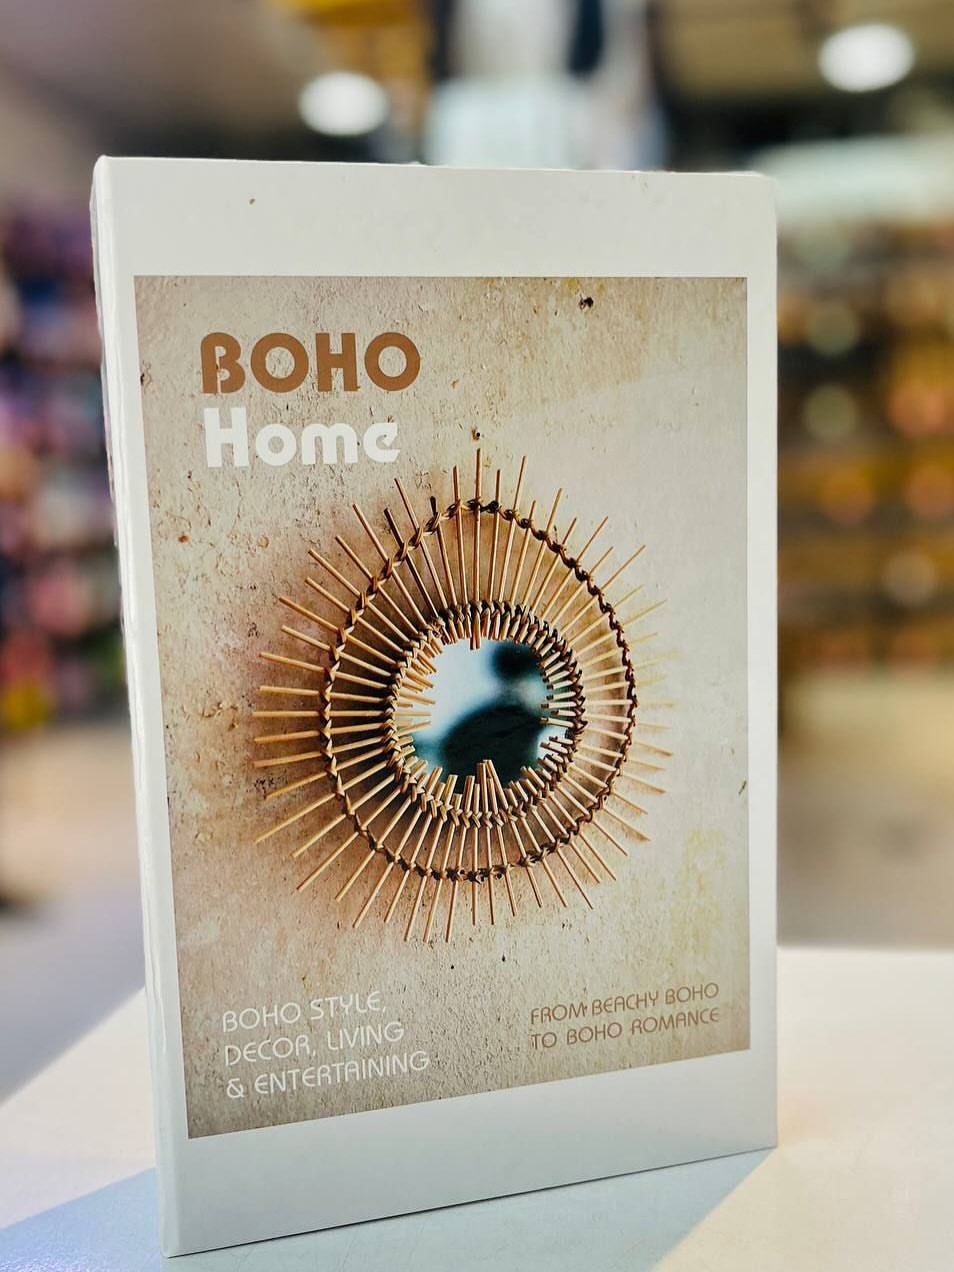 BOHO
Home
BOHO STYLE,
DECOR, LIVING
& ENTERTAINING
FROM BEACHY BOHO
TO BOHO ROMANCE